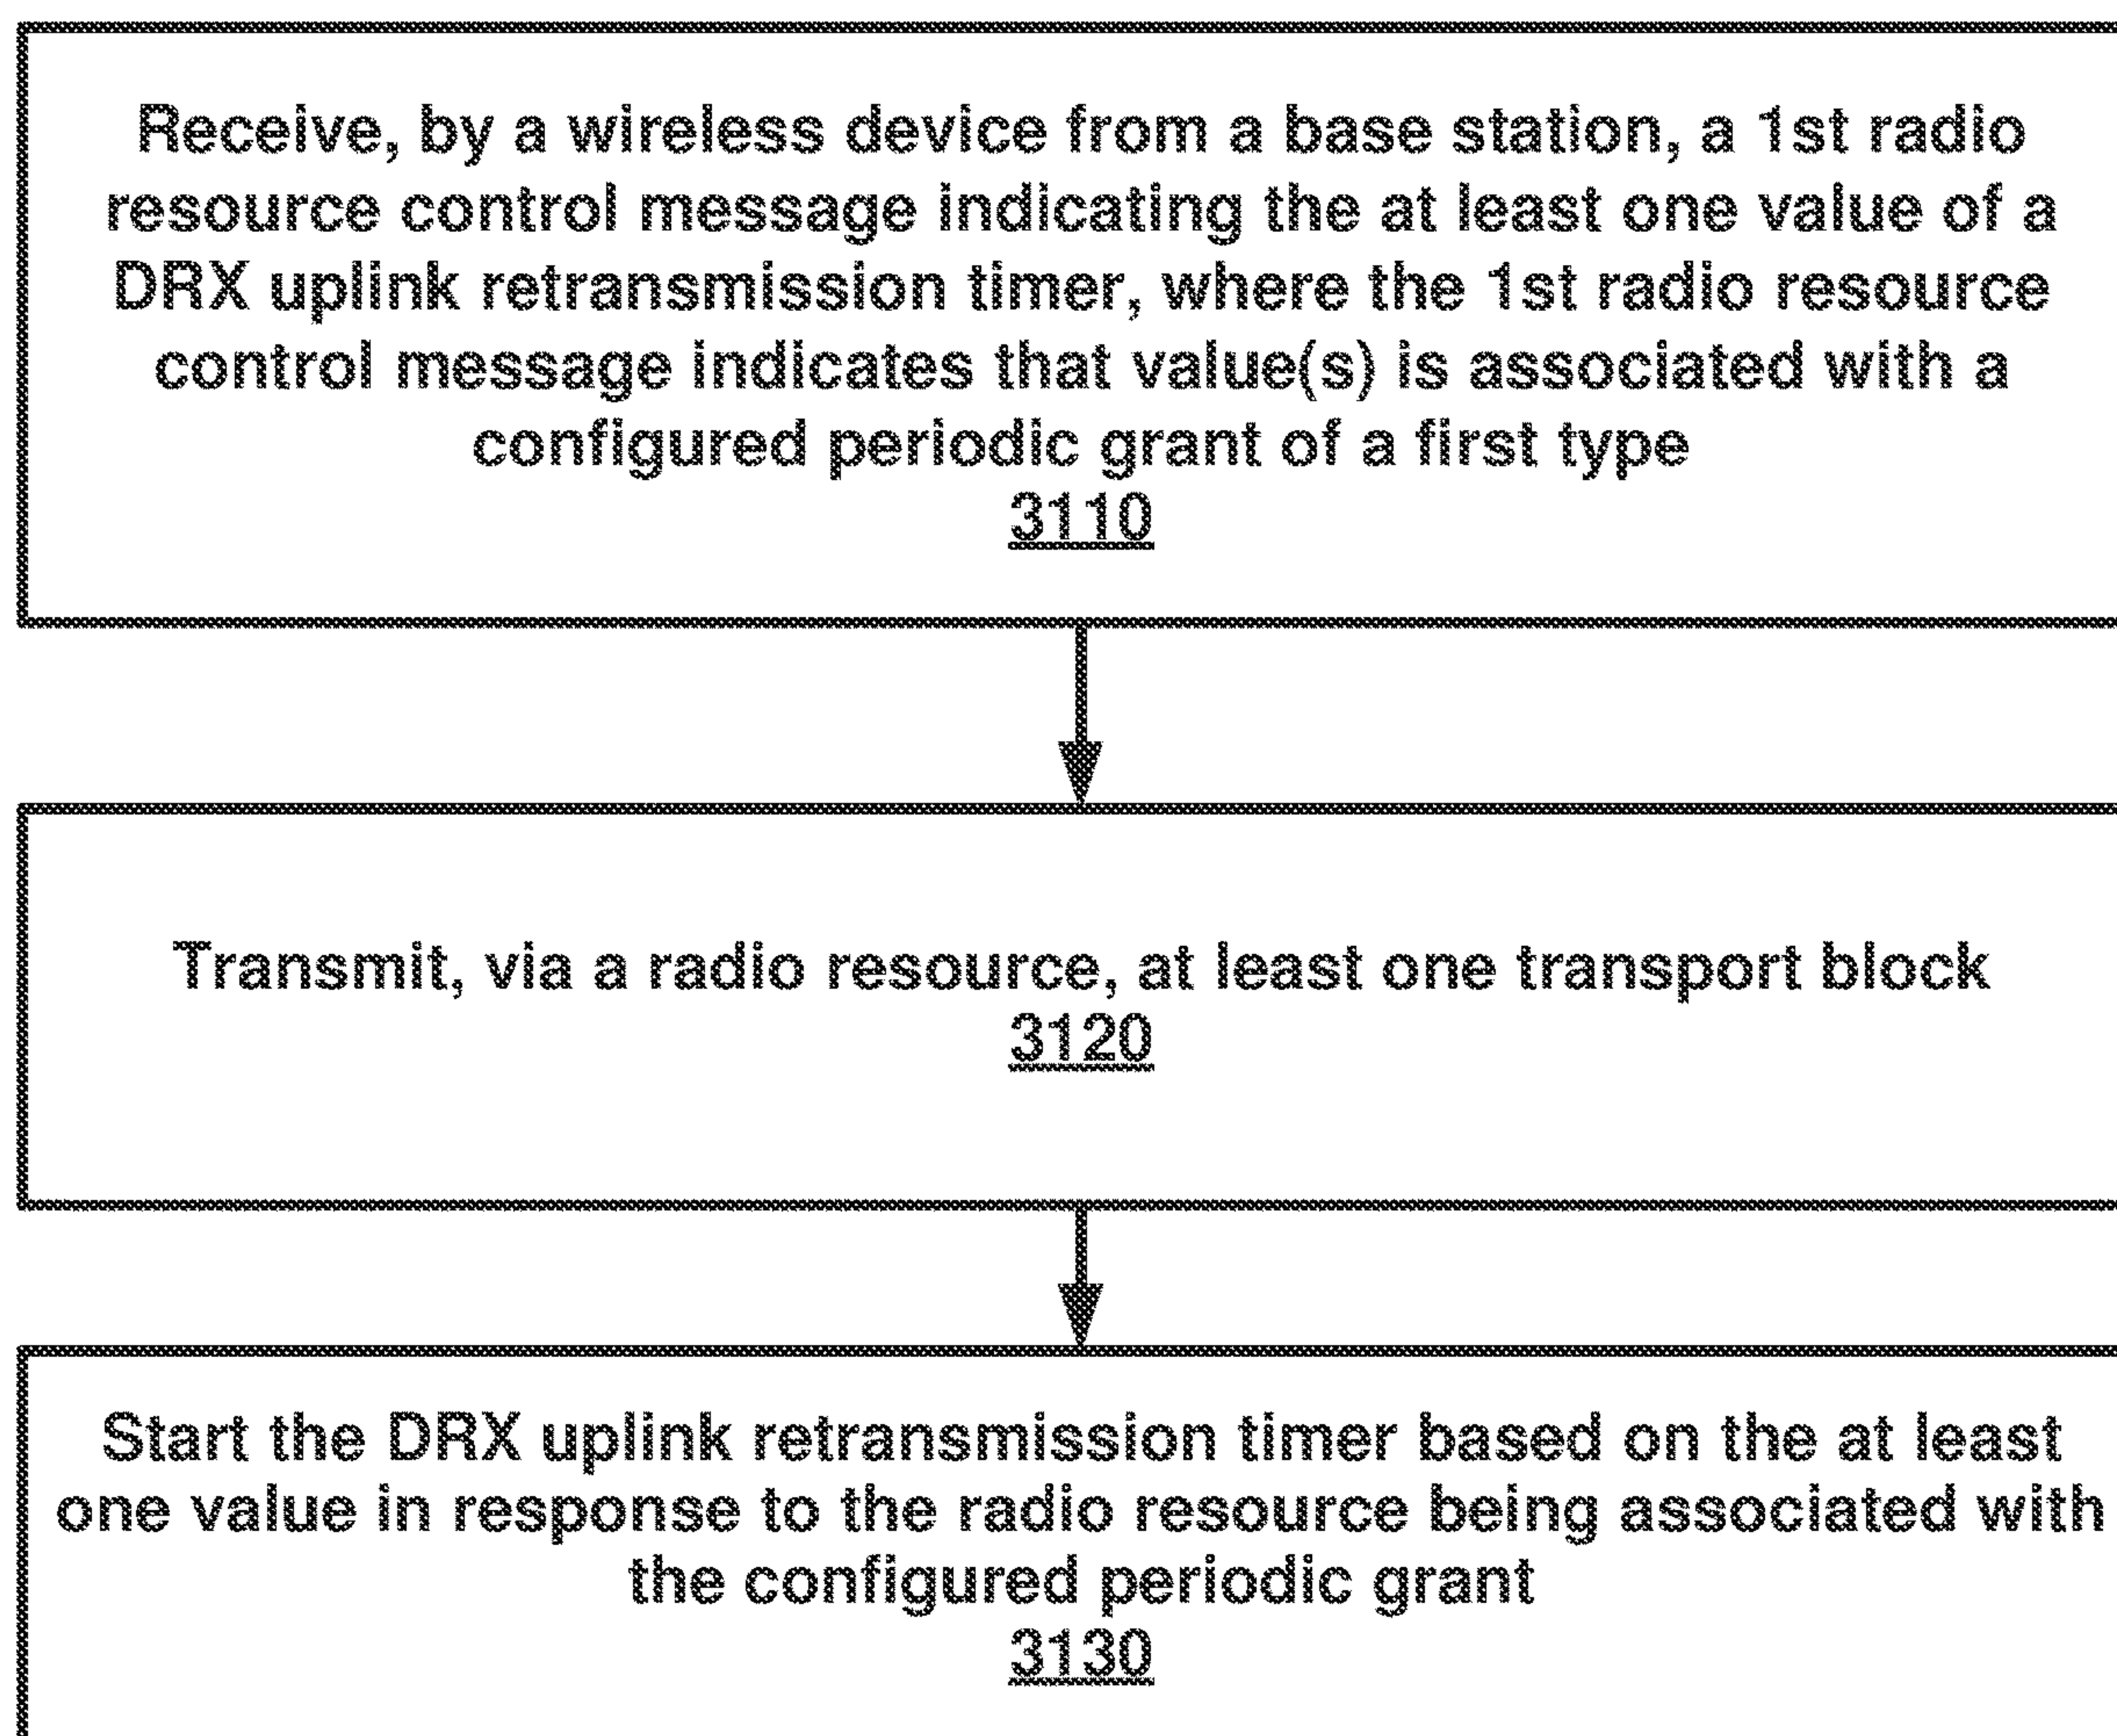 Receive, by a wireless device from a base station, a 1st radio
resource control message indicating the at least one value of a
DRX uplink retransmission timer, where the 1st radio resource
control message indicates that value(s) is associated with a
configured periodic grant of a first type
3110
Transmit, via a radio resource, at least one transport block
3120
Start the DRX uplink retransmission timer based on the at least
one value in response to the radio resource being associated with
the configured periodic grant
3130